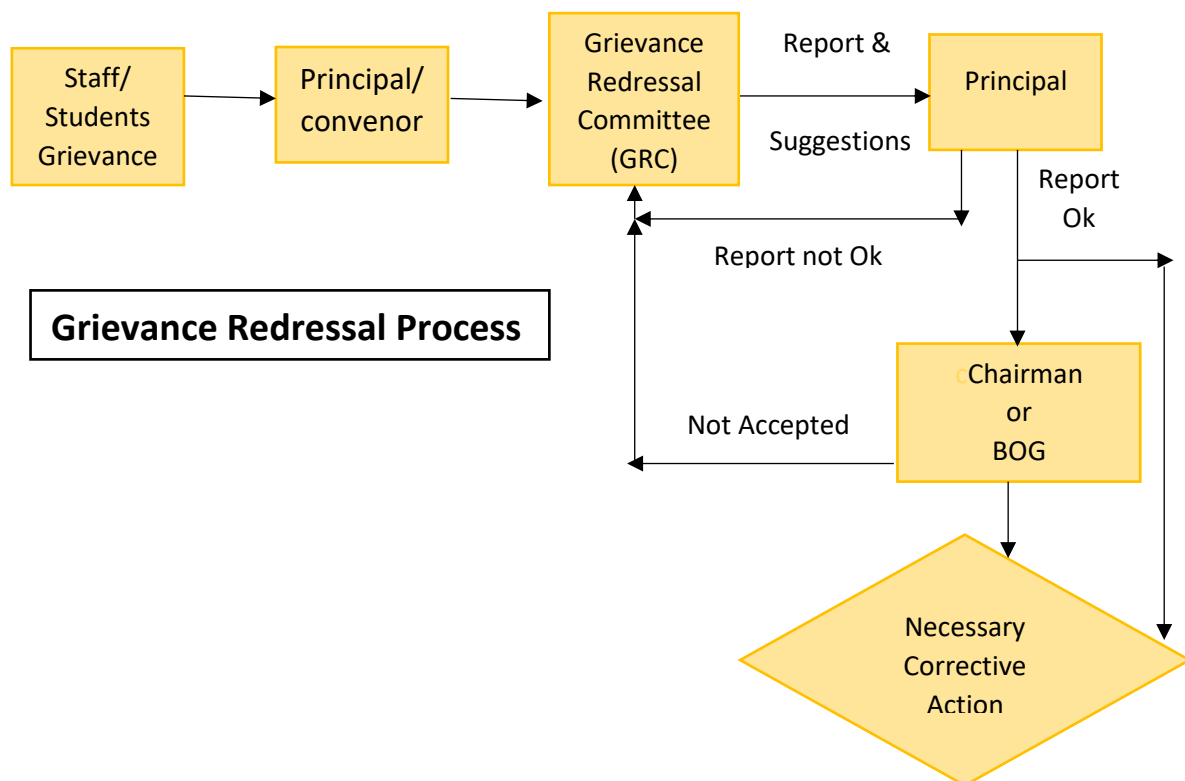 Staff/
Students
Grievance
Principal/
convenor
Grievance
Redressal
Committee
(GRC)
Report &
Suggestions
Principal
Report
Ok
Report not Ok
Grievance Redressal Process
cChairman
or
BOG
Not Accepted
Necessary
Corrective
Action